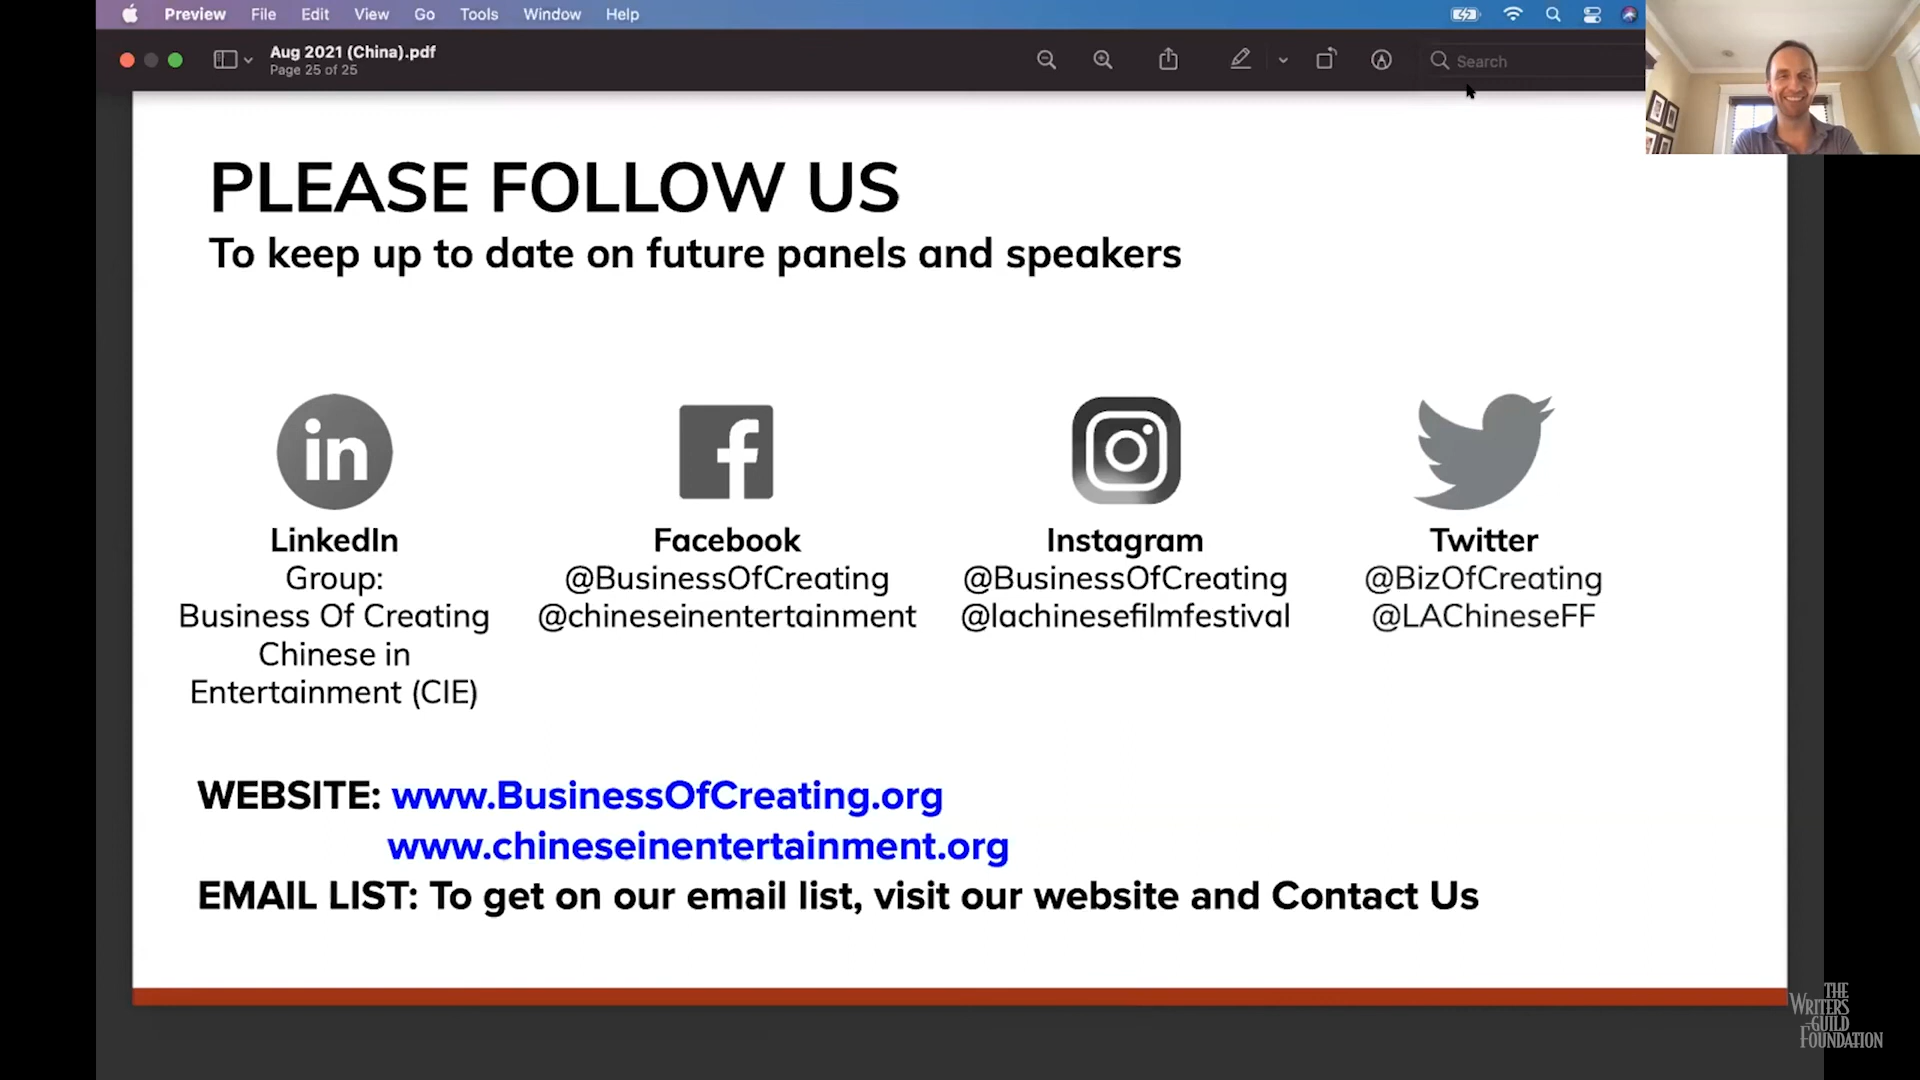 Preview File Edit View Go Tools Window Help
Aug 2021 (China).pdf
Page 25 of 25
Search
PLEASE FOLLOW US
To keep up to date on future panels and speakers
in
LinkedIn
Group:
Business Of Creating
Chinese in
Entertainment (CIE)
f
Facebook
@BusinessOfCreating
@chineseinentertainment
Instagram
@BusinessOfCreating
@lachinesefilmfestival
Twitter
@BizOfCreating
@LAChineseFF
WEBSITE: www.BusinessOfCreating.org
www.chineseinentertainment.org
EMAIL LIST: To get on our email list, visit our website and Contact Us
THE
WRITERS
GUILD
FOUNDATION